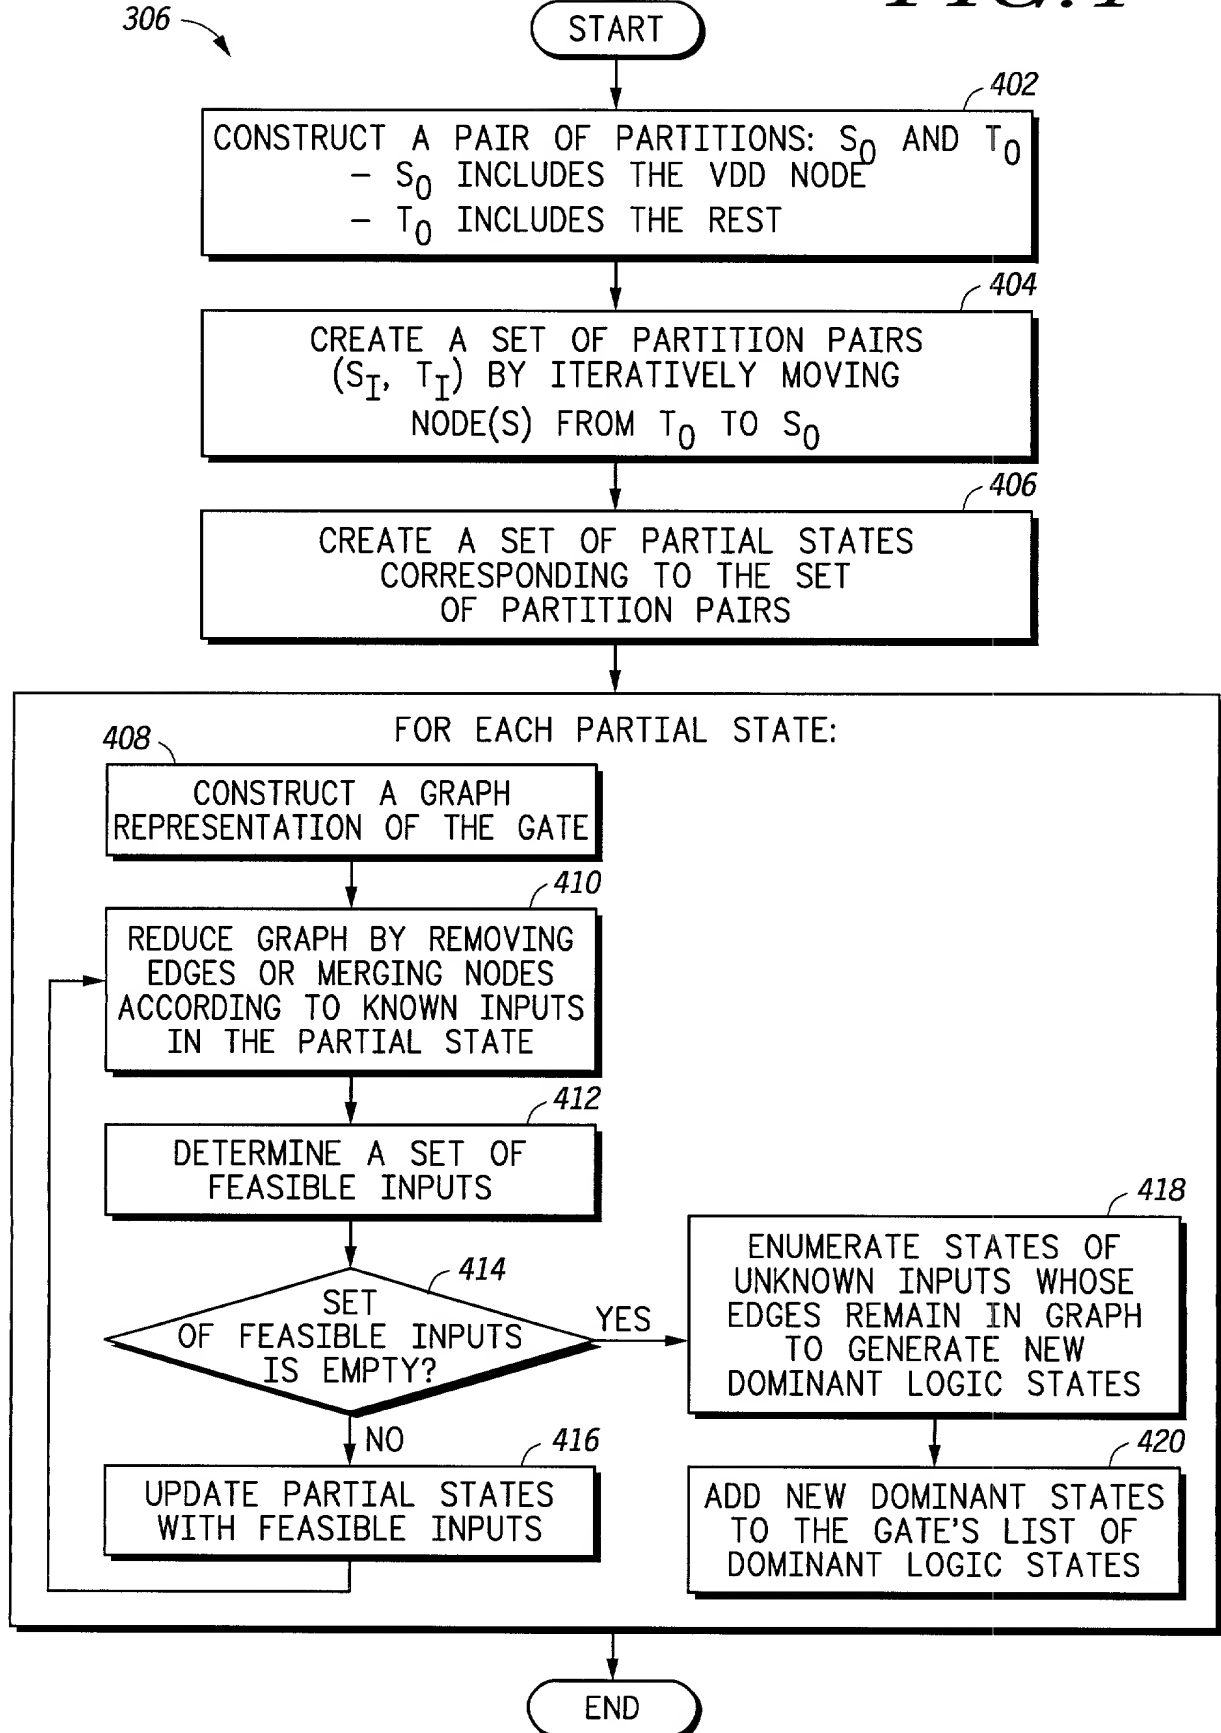 306
START
402
CONSTRUCT A PAIR OF PARTITIONS: S0 AND T0
– S0 INCLUDES THE VDD NODE
– T0 INCLUDES THE REST
404
CREATE A SET OF PARTITION PAIRS
(SI, TI) BY ITERATIVELY MOVING
NODE(S) FROM T0 TO S0
406
CREATE A SET OF PARTIAL STATES
CORRESPONDING TO THE SET
OF PARTITION PAIRS
FOR EACH PARTIAL STATE:
408
CONSTRUCT A GRAPH
REPRESENTATION OF THE GATE
410
REDUCE GRAPH BY REMOVING
EDGES OR MERGING NODES
ACCORDING TO KNOWN INPUTS
IN THE PARTIAL STATE
412
DETERMINE A SET OF
FEASIBLE INPUTS
414
SET
OF FEASIBLE INPUTS
IS EMPTY?
YES
NO
416
UPDATE PARTIAL STATES
WITH FEASIBLE INPUTS
418
ENUMERATE STATES OF
UNKNOWN INPUTS WHOSE
EDGES REMAIN IN GRAPH
TO GENERATE NEW
DOMINANT LOGIC STATES
420
ADD NEW DOMINANT STATES
TO THE GATE'S LIST OF
DOMINANT LOGIC STATES
END